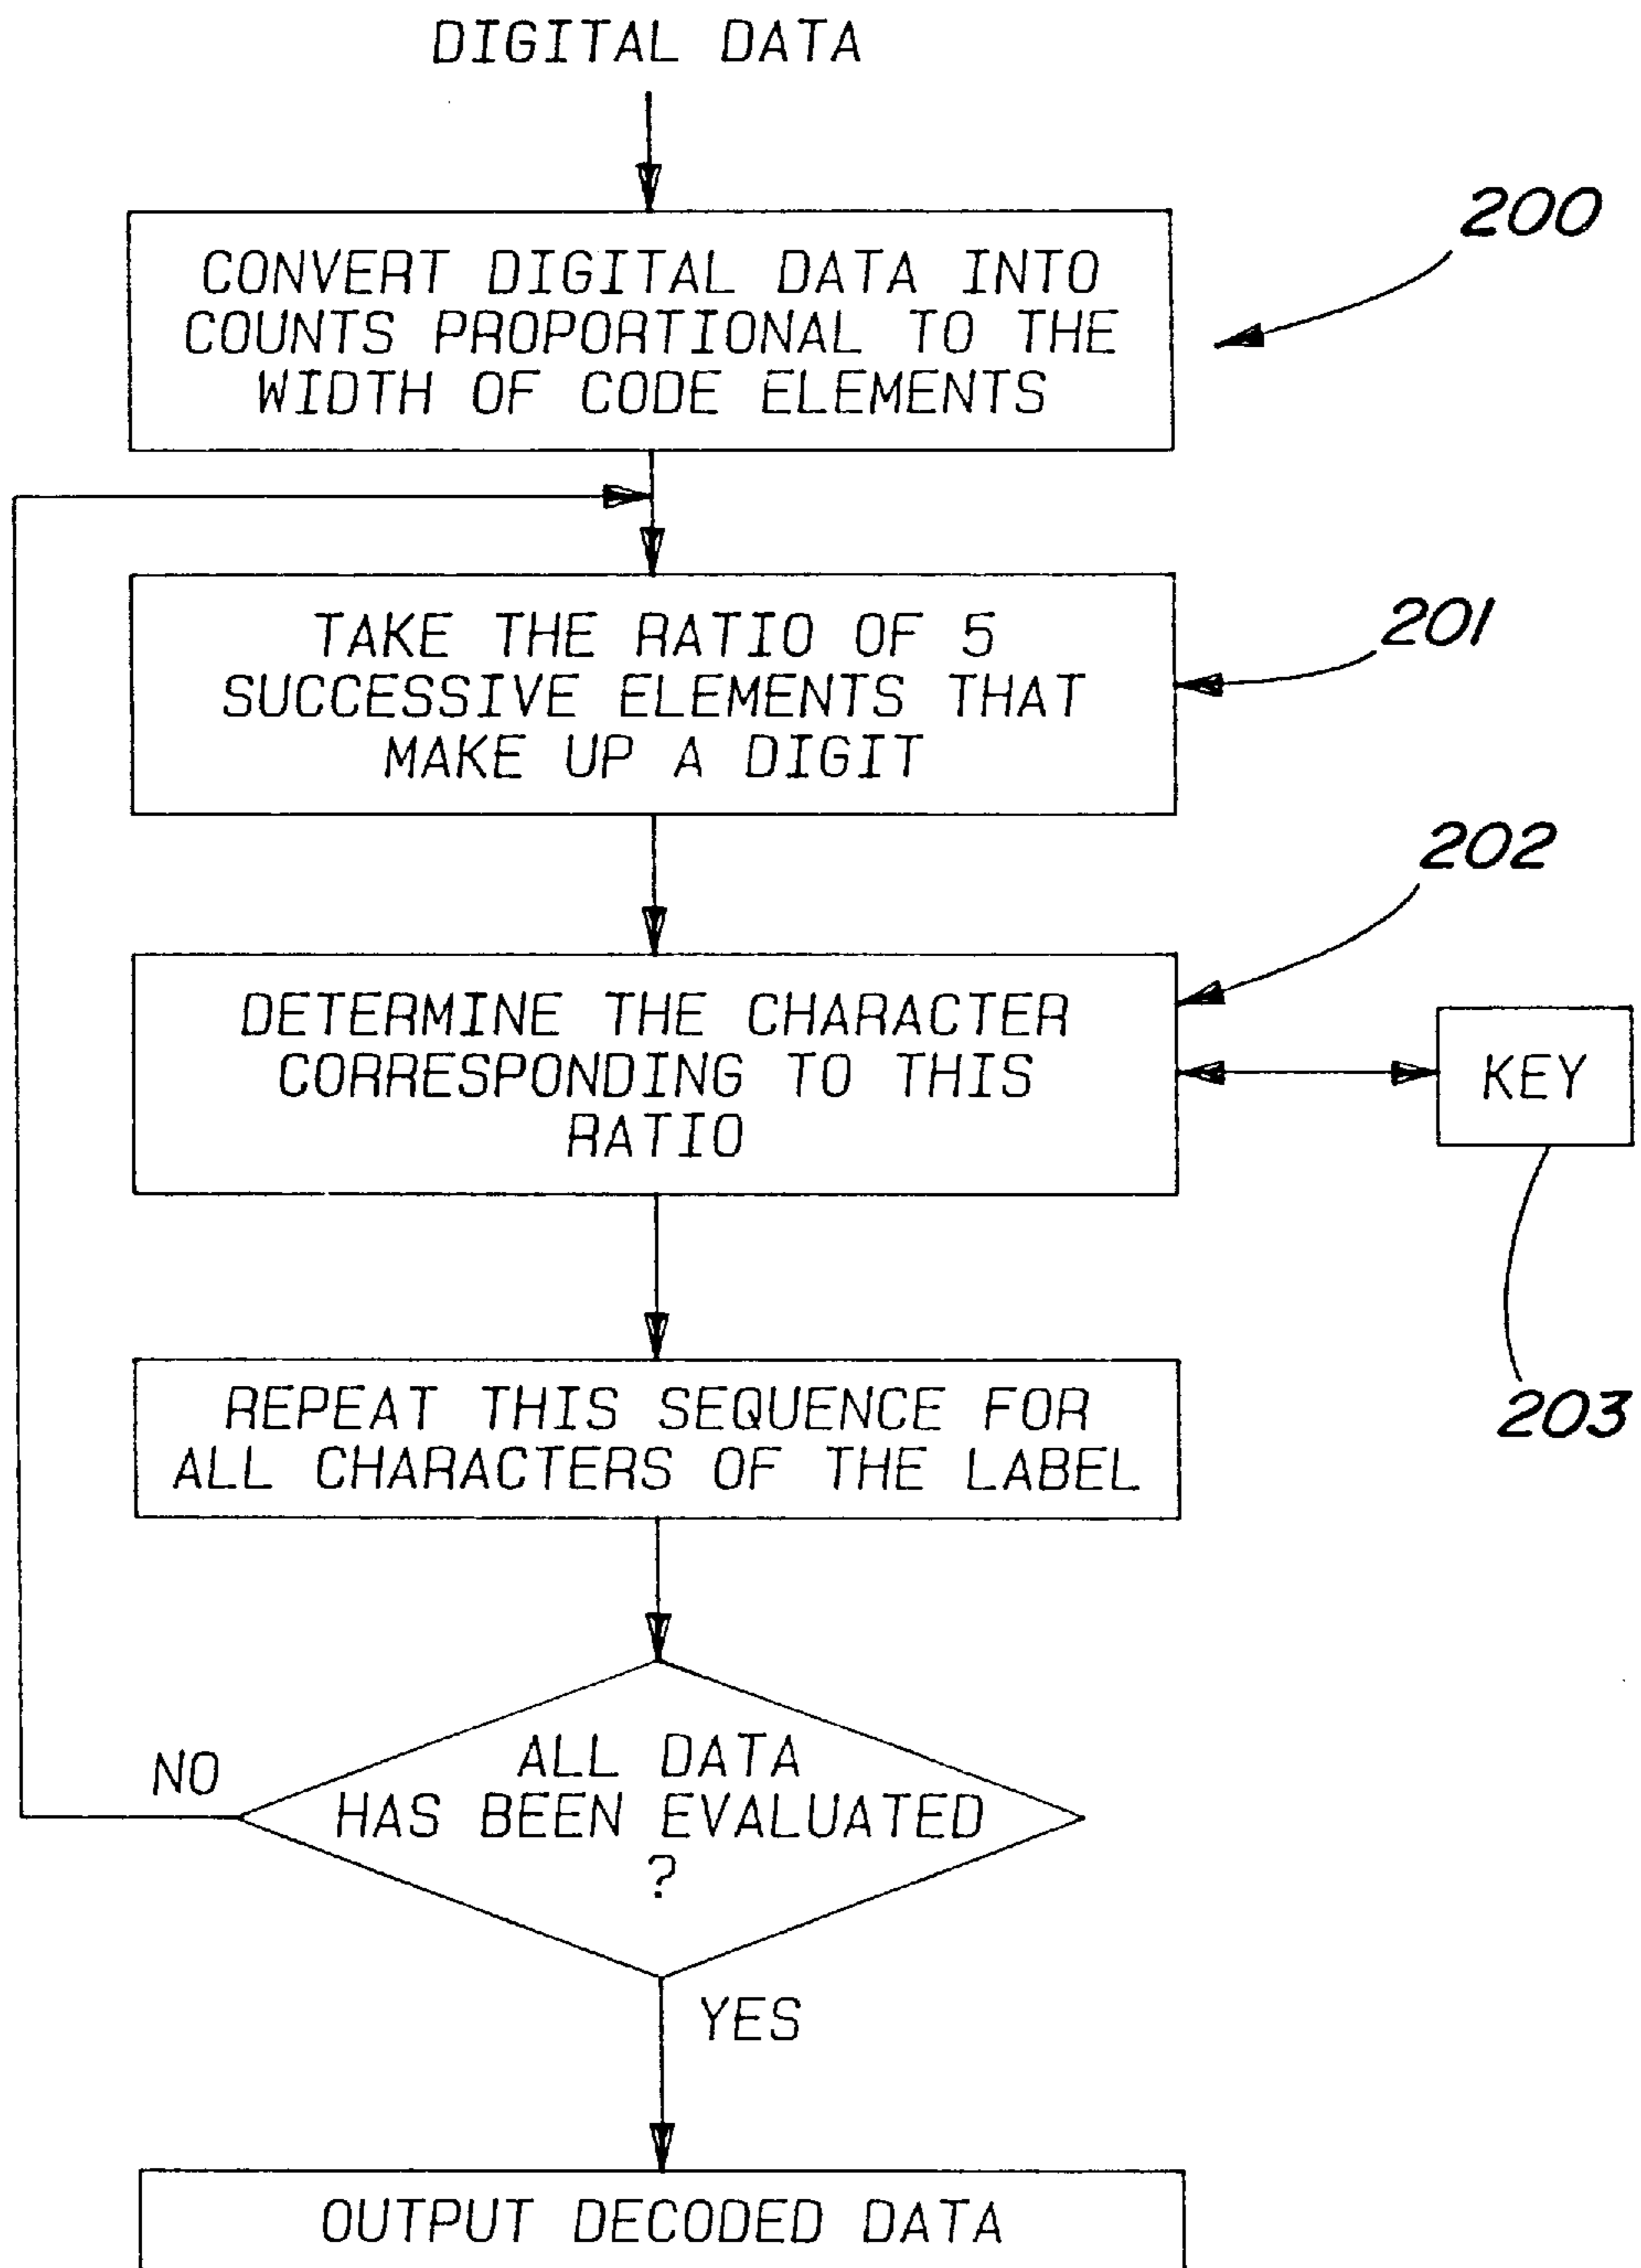 DIGITAL DATA
200
CONVERT DIGITAL DATA INTO
COUNTS PROPORTIONAL TO THE
WIDTH OF CODE ELEMENTS
201
TAKE THE RATIO OF 5
SUCCESSIVE ELEMENTS THAT
MAKE UP A DIGIT
202
DETERMINE THE CHARACTER
CORRESPONDING TO THIS
RATIO
KEY
203
REPEAT THIS SEQUENCE FOR
ALL CHARACTERS OF THE LABEL
ALL DATA
HAS BEEN EVALUATED
?
NO
YES
OUTPUT DECODED DATA